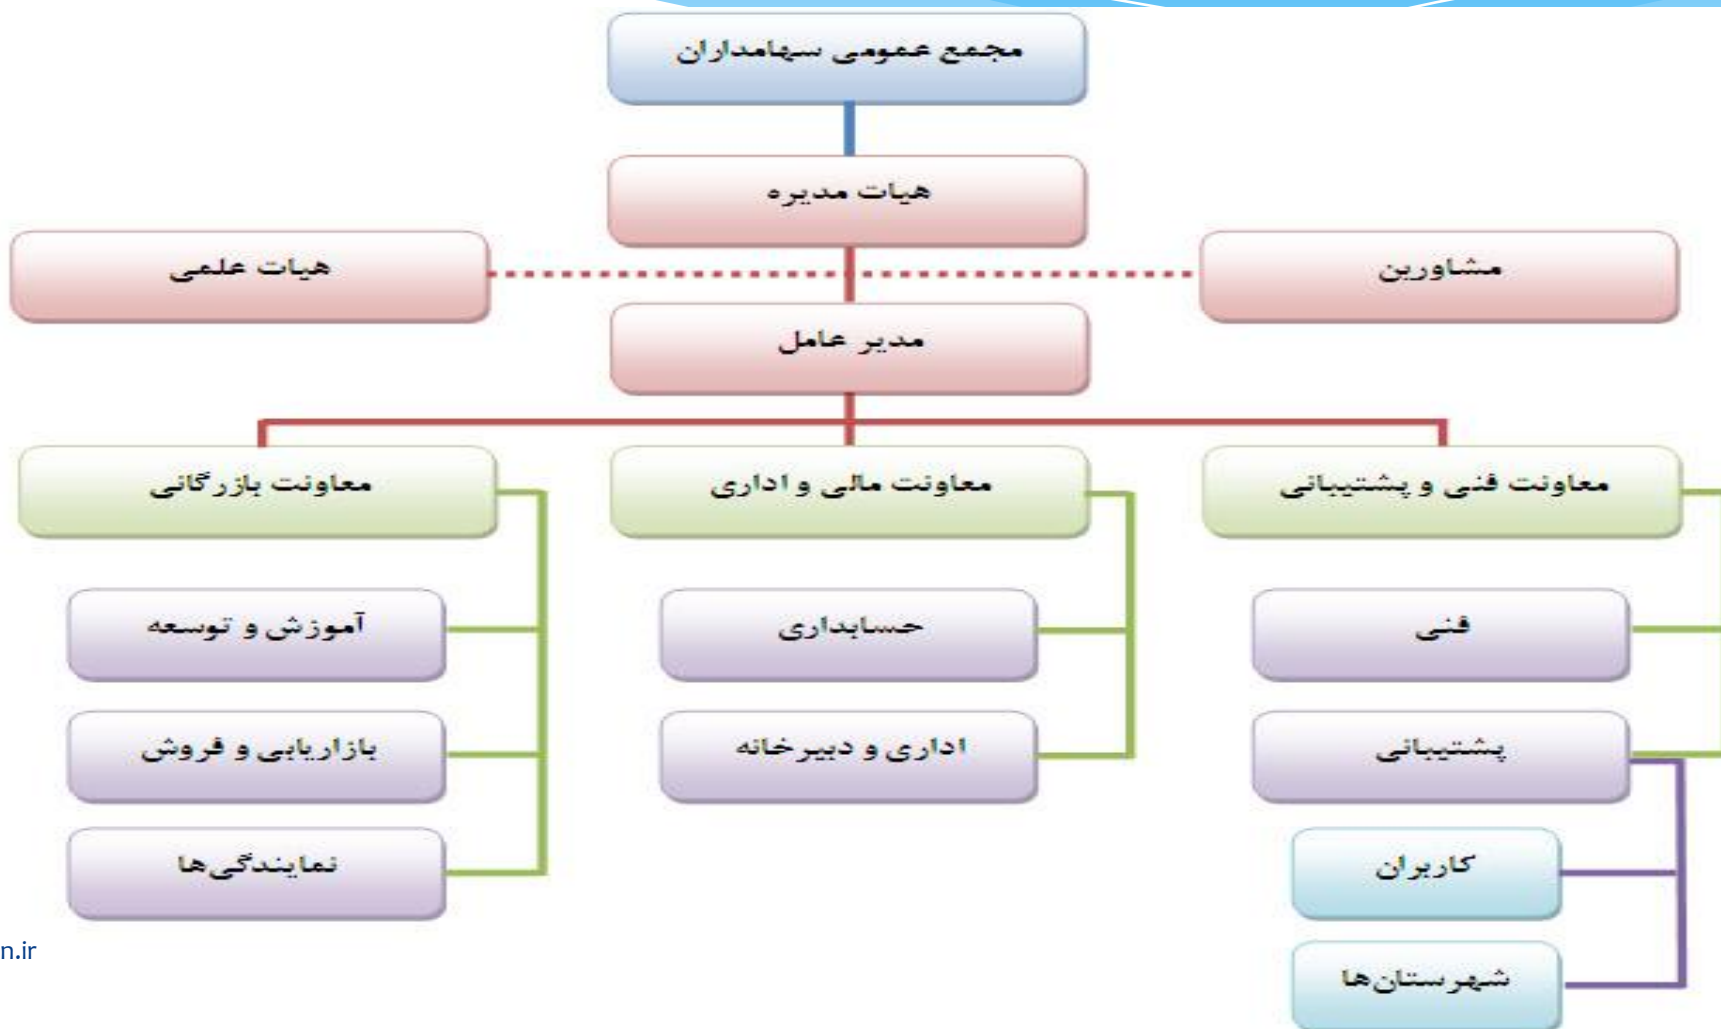 مجمع عمومی سهامداران
هیات مدیره
مشاورین
هیات علمی
مدیر عامل
معاونت فنی و پشتیبانی
معاونت مالی و اداری
معاونت بازرگانی
فنی
حسابداری
آموزش و توسعه
پشتیبانی
اداری و دبیرخانه
بازاریابی و فروش
کاربران
نمایندگی‌ها
شهرستان‌ها
n.ir